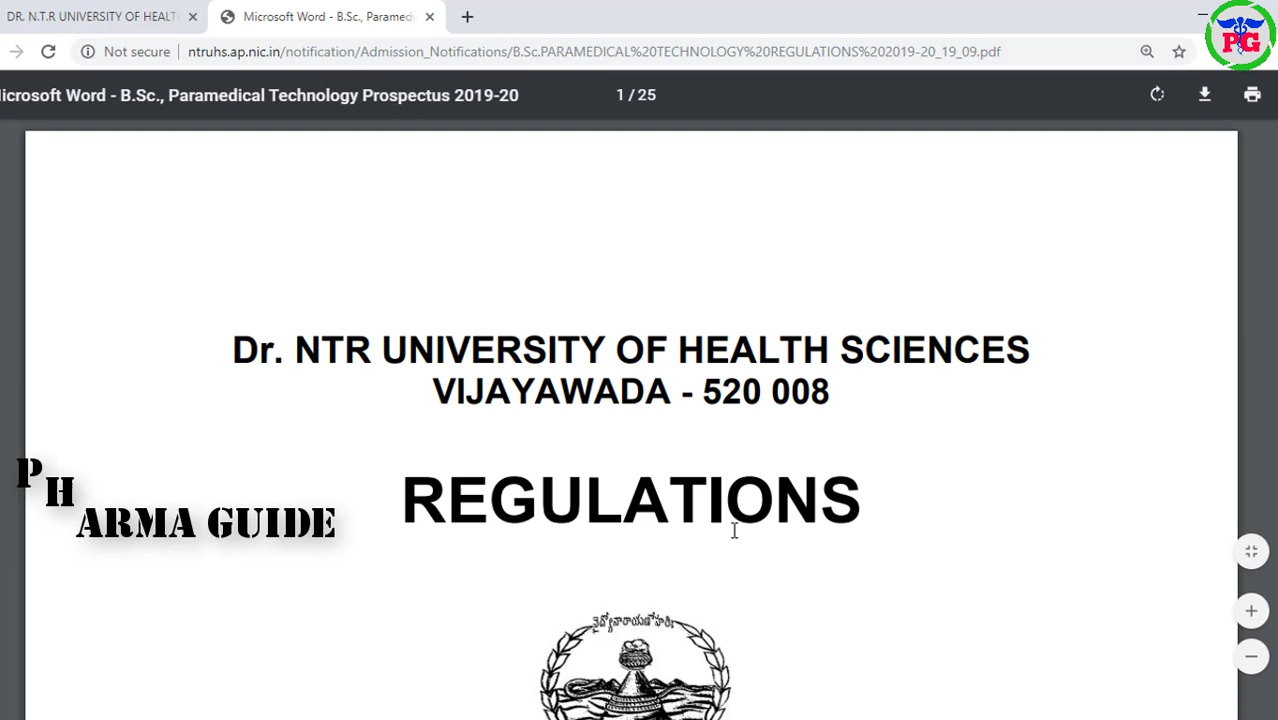 DR. N.T.R UNIVERSITY OF HEALT
Microsoft Word - B.Sc., Paramedi
PG
Not secure
ntruhs.ap.nic.in/notification/Admission_Notifications/B.Sc.PARAMEDICAL%20TECHNOLOGY%20REGULATIONS%202019-20_19_09.pdf
icrosoft Word - B.Sc., Paramedical Technology Prospectus 2019-20
1 / 25
Dr. NTR UNIVERSITY OF HEALTH SCIENCES
VIJAYAWADA - 520 008
REGULATIONS
PHARMA GUIDE
వైద్యోనారాయణోహరిః